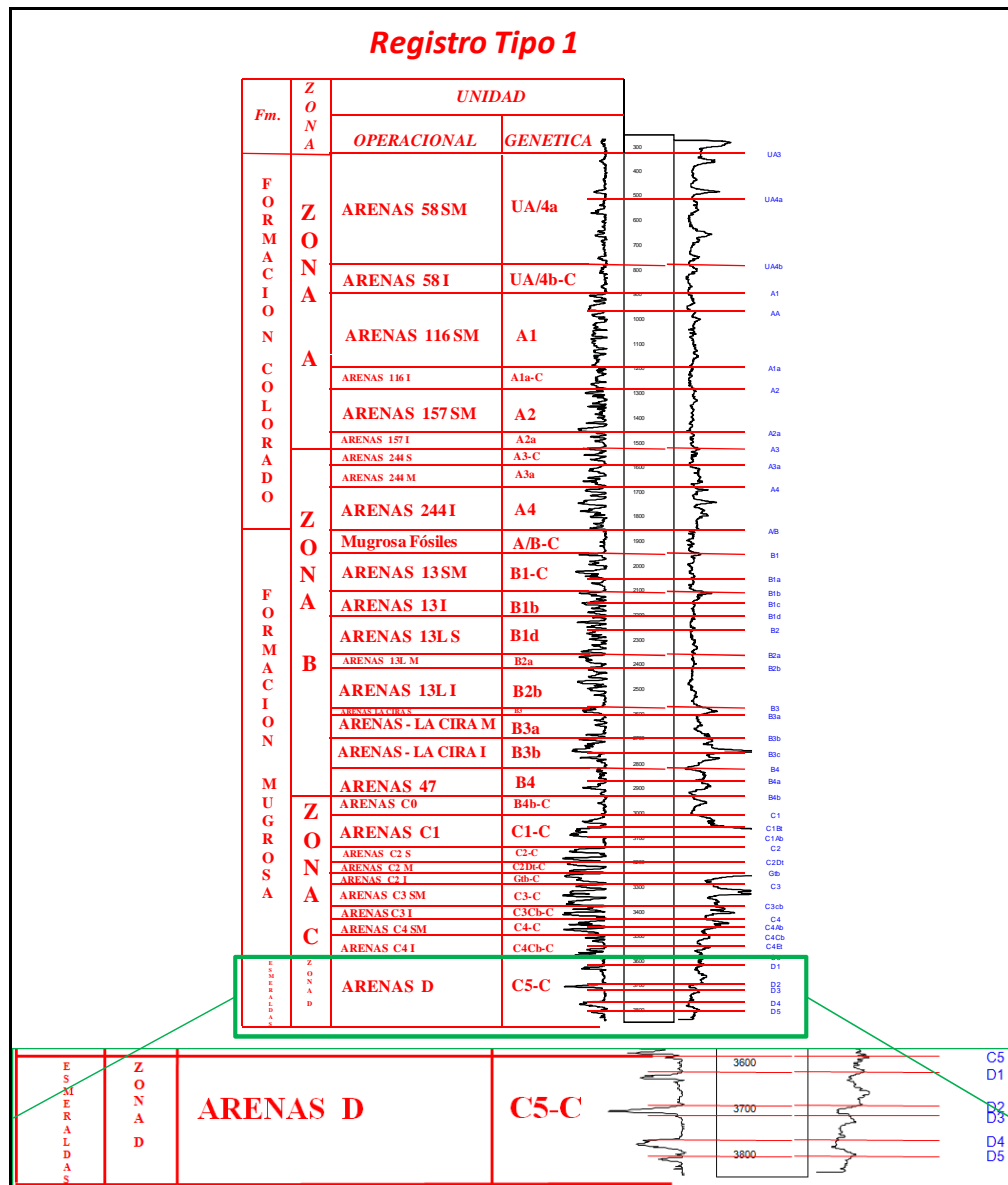 Registro Tipo 1
Fm.
ZONA
UNIDAD
OPERACIONAL
GENETICA
FORMACION COLORADO
FORMACION MUGROSA
ESMERALDAS
ZONA A
ZONA B
ZONA C
ZONA D
ARENAS 58 SM UA/4a
ARENAS 58 I UA/4b-C
ARENAS 116 SM A1
ARENAS 116 I A1a-C
ARENAS 157 SM A2
ARENAS 157 I A2a
ARENAS 244 S A3-C
ARENAS 244 M A3a
ARENAS 244 I A4
Mugrosa Fósiles A/B-C
ARENAS 13 SM B1-C
ARENAS 13 I B1b
ARENAS 13L S B1d
ARENAS 13L M B2a
ARENAS 13L I B2b
ARENAS LA CIRA S B3
ARENAS - LA CIRA M B3a
ARENAS - LA CIRA I B3b
ARENAS 47 B4
ARENAS C0 B4b-C
ARENAS C1 C1-C
ARENAS C2 S C2-C
ARENAS C2 M C2Dt-C
ARENAS C2 I Gtb-C
ARENAS C3 SM C3-C
ARENAS C3 I C3Cb-C
ARENAS C4 SM C4-C
ARENAS C4 I C4Cb-C
ARENAS D C5-C
300
400
500
600
700
800
1000
1100
1300
1400
1500
1600
1700
1800
1900
2000
2100
2300
2400
2500
2800
2900
3400
3600
UA3
UA4a
UA4b
A1
AA
A1a
A2
A2a
A3
A3a
A4
A/B
B1
B1a
B1b
B1c
B1d
B2
B2a
B2b
B3
B3a
B3b
B3c
B4
B4a
B4b
C1
C1Bt
C1Ab
C2
C2Dt
Gtb
C3
C3cb
C4
C4Ab
C4Cb
C4Et
D1
D2
D3
D4
D5
ESMERALDAS
ZONA D
ARENAS D
C5-C
3600
3700
3800
C5
D1
D2
D3
D4
D5